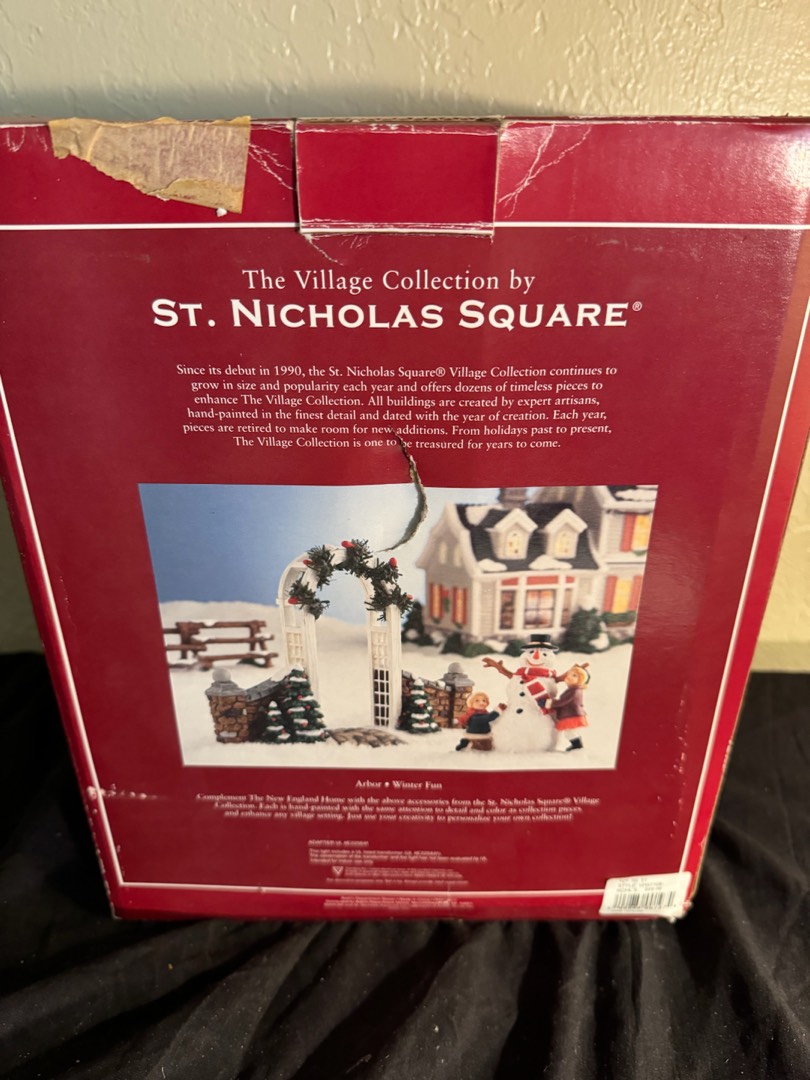 The Village Collection by
ST. NICHOLAS SQUARE®
Since its debut in 1990, the St. Nicholas Square® Village Collection continues to
grow in size and popularity each year and offers dozens of timeless pieces to
enhance The Village Collection. All buildings are created by expert artisans,
hand-painted in the finest detail and dated with the year of creation. Each year,
pieces are retired to make room for new additions. From holidays past to present,
The Village Collection is one to be treasured for years to come.
Arbor • Winter Fun
Complement The New England Home with the above accessories from the St. Nicholas Square® Village
Collection. Each is hand-painted with the same attention to detail and color as collection pieces
and enhance any village setting. Just use your creativity to personalize your own collection!